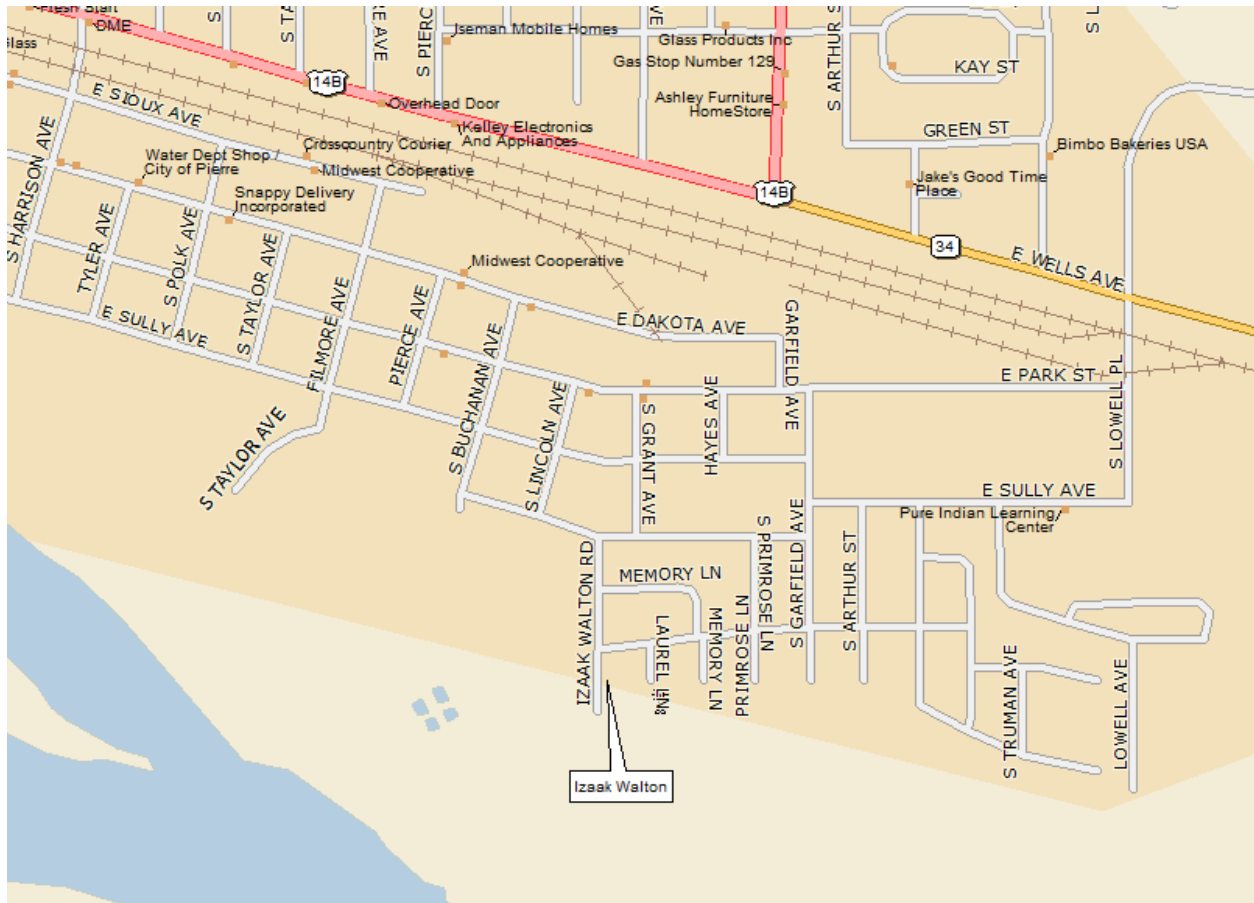 Fresh Start
DME
Glass
S TA
RE AVE
S PIERC
AVE
S ARTHUR S
S L
Iseman Mobile Homes
Glass Products Inc
Gas Stop Number 129
KAY ST
14B
Overhead Door
Ashley Furniture
HomeStore
E SIOUX AVE
Kelley Electronics
And Appliances
GREEN ST
Crosscountry Courier
Bimbo Bakeries USA
Water Dept Shop /
City of Pierre
Midwest Cooperative
Jake's Good Time
Place
14B
Snappy Delivery
Incorporated
S HARRISON AVE
TYLER AVE
S POLK AVE
S TAYLOR AVE
34
E WELLS AVE
Midwest Cooperative
E SULLY AVE
FILMORE AVE
PIERCE AVE
E DAKOTA AVE
GARFIELD AVE
S BUCHANAN AVE
E PARK ST
S LOWELL PL
S TAYLOR AVE
S LINCOLN AVE
S GRANT AVE
HAYES AVE
E SULLY AVE
Pure Indian Learning
Center
S PRIMROSE LN
S GARFIELD AVE
S ARTHUR ST
IZAAK WALTON RD
MEMORY LN
LAUREL LN
MEMORY LN
PRIMROSE LN
S TRUMAN AVE
LOWELL AVE
Izaak Walton